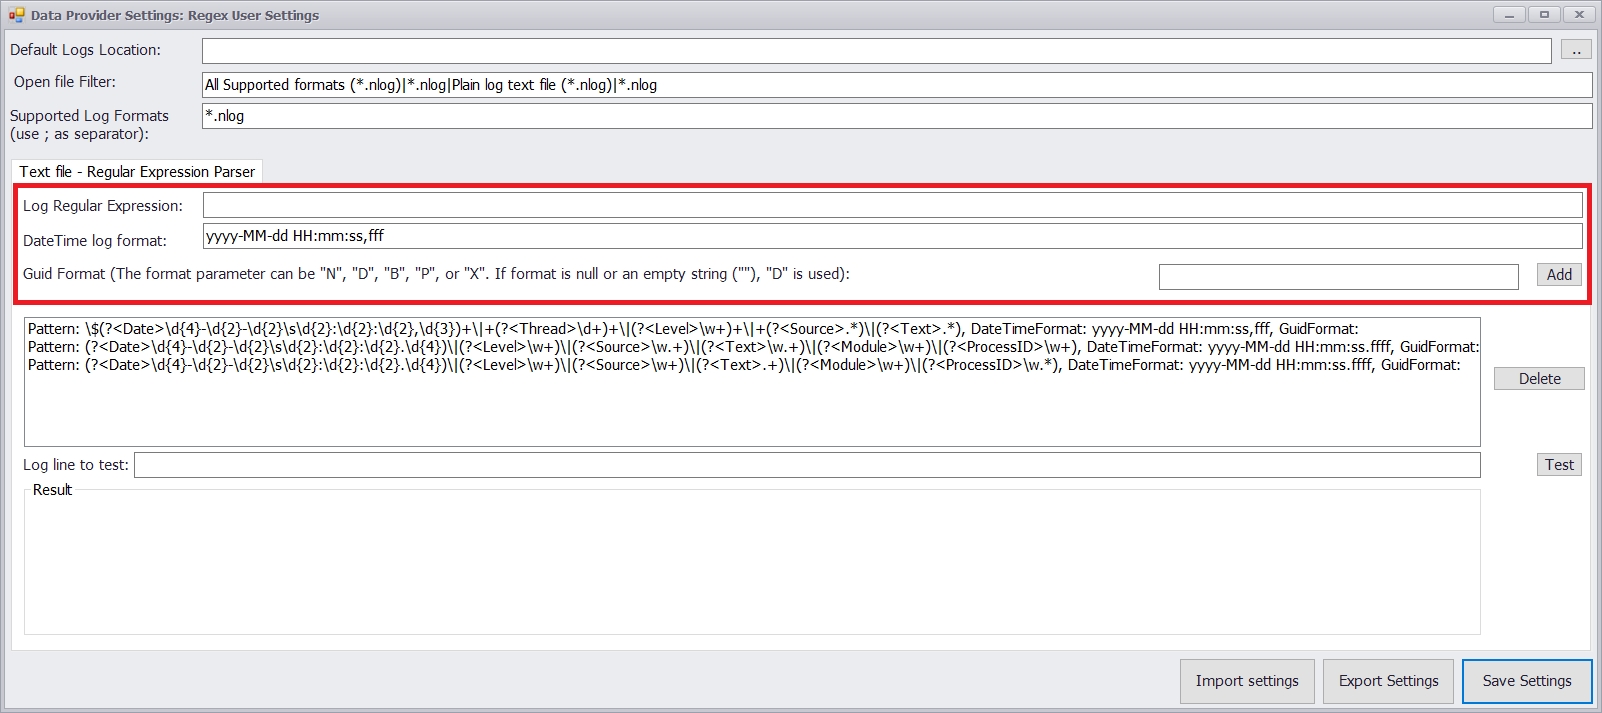 Data Provider Settings: Regex User Settings
Default Logs Location:
..
Open file Filter:
All Supported formats (*.nlog)|*.nlog|Plain log text file (*.nlog)|*.nlog
Supported Log Formats
(use ; as separator):
*.nlog
Text file - Regular Expression Parser
Log Regular Expression:
DateTime log format:
yyyy-MM-dd HH:mm:ss,fff
Guid Format (The format parameter can be "N", "D", "B", "P", or "X". If format is null or an empty string (""), "D" is used):
Add
Pattern: \$(?<Date>\d{4}-\d{2}-\d{2}\s\d{2}:\d{2}:\d{2},\d{3})+\|+(?<Thread>\d+)+\|(?<Level>\w+)+\|+(?<Source>.*)\|(?<Text>.*), DateTimeFormat: yyyy-MM-dd HH:mm:ss,fff, GuidFormat:
Pattern: (?<Date>\d{4}-\d{2}-\d{2}\s\d{2}:\d{2}:\d{2}.\d{4})\|(?<Level>\w+)\|(?<Source>\w.+)\|(?<Text>\w.+)\|(?<Module>\w+)\|(?<ProcessID>\w+), DateTimeFormat: yyyy-MM-dd HH:mm:ss.ffff, GuidFormat:
Pattern: (?<Date>\d{4}-\d{2}-\d{2}\s\d{2}:\d{2}:\d{2}.\d{4})\|(?<Level>\w+)\|(?<Source>\w+)\|(?<Text>.+)\|(?<Module>\w+)\|(?<ProcessID>\w.*), DateTimeFormat: yyyy-MM-dd HH:mm:ss.ffff, GuidFormat:
Delete
Log line to test:
Test
Result
Import settings
Export Settings
Save Settings